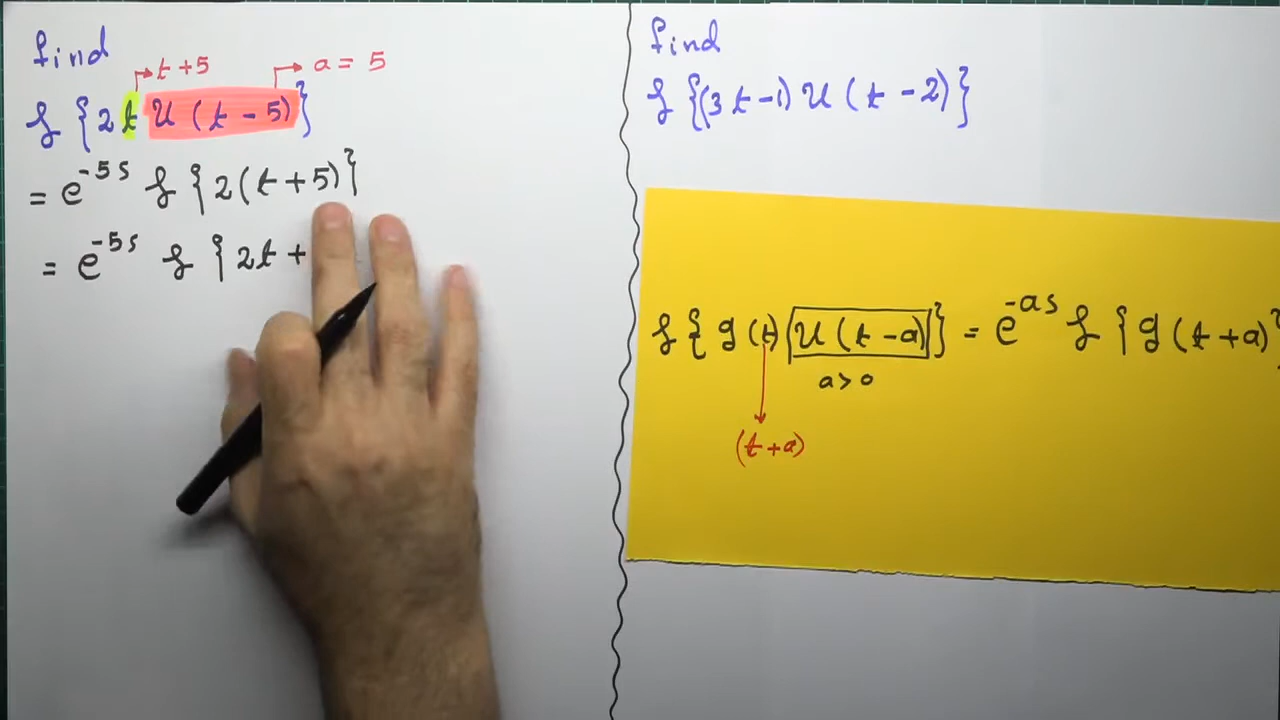 find
t+5
a = 5
ℒ{2t U(t-5)}
= e^{-5s} ℒ{2(t+5)}
= e^{-5s} ℒ{2t+
find
ℒ{(3t-1) U(t-2)}
ℒ{g(t) U(t-a)} = e^{-as} ℒ{g(t+a)}
a>0
(t+a)